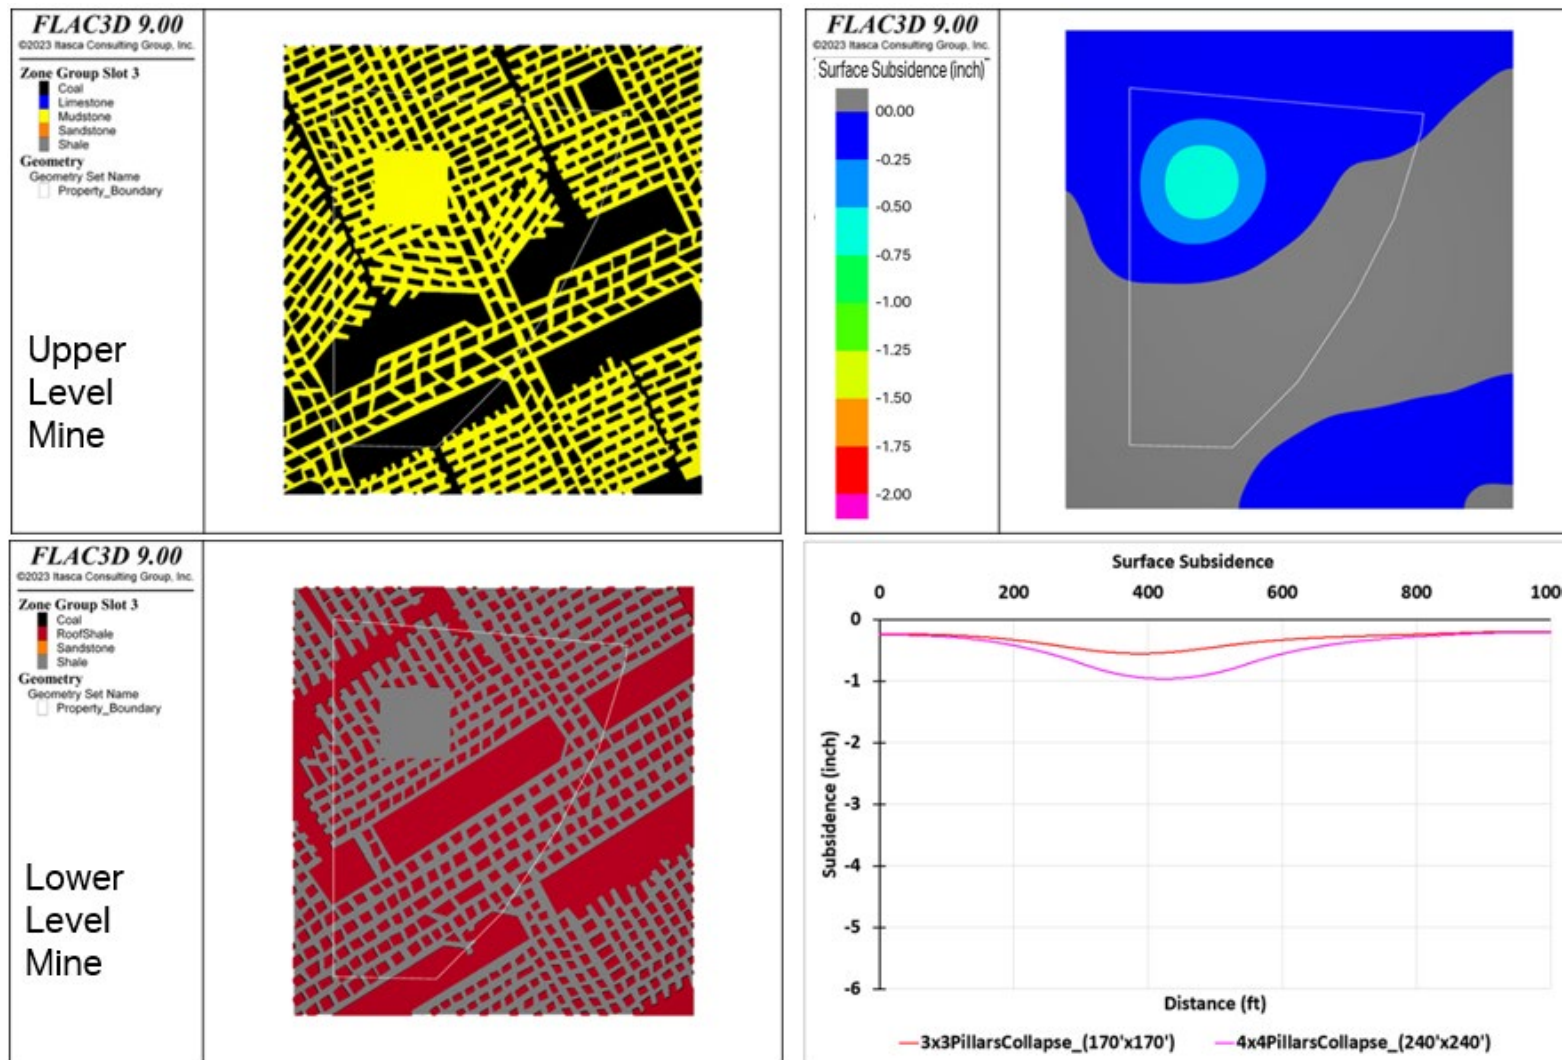 FLAC3D 9.00
©2023 Itasca Consulting Group, Inc.
Zone Group Slot 3
Coal
Limestone
Mudstone
Sandstone
Shale
Geometry
Geometry Set Name
Property_Boundary
Upper
Level
Mine
FLAC3D 9.00
©2023 Itasca Consulting Group, Inc.
Surface Subsidence (inch)
00.00
-0.25
-0.50
-0.75
-1.00
-1.25
-1.50
-1.75
-2.00
FLAC3D 9.00
©2023 Itasca Consulting Group, Inc.
Zone Group Slot 3
Coal
RoofShale
Sandstone
Shale
Geometry
Geometry Set Name
Property_Boundary
Lower
Level
Mine
Surface Subsidence
0 200 400 600 800 100
0
-1
-2
-3
-4
-5
-6
Subsidence (inch)
Distance (ft)
3x3PillarsCollapse_(170'x170') 4x4PillarsCollapse_(240'x240')